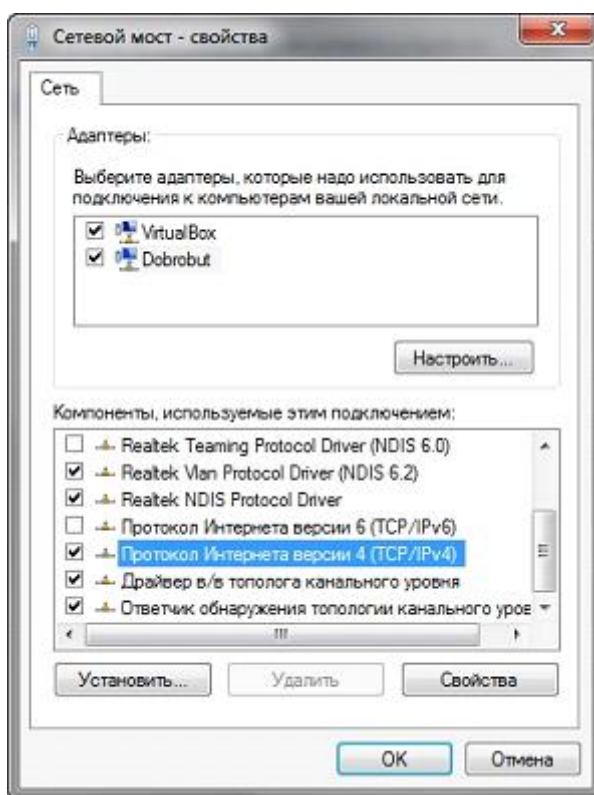 Сетевой мост - свойства
Сеть
Адаптеры:
Выберите адаптеры, которые надо использовать для
подключения к компьютерам вашей локальной сети.
VirtualBox
Dobrobut
Настроить...
Компоненты, используемые этим подключением:
Realtek Teaming Protocol Driver (NDIS 6.0)
Realtek Vlan Protocol Driver (NDIS 6.2)
Realtek NDIS Protocol Driver
Протокол Интернета версии 6 (TCP/IPv6)
Протокол Интернета версии 4 (TCP/IPv4)
Драйвер в/в тополога канального уровня
Ответчик обнаружения топологии канального уров
Установить...
Удалить
Свойства
OK
Отмена